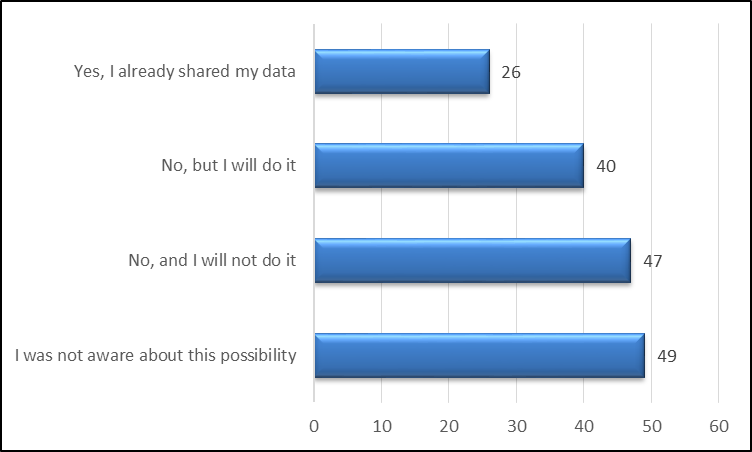 Yes, I already shared my data
26
No, but I will do it
40
No, and I will not do it
47
I was not aware about this possibility
49
0 10 20 30 40 50 60